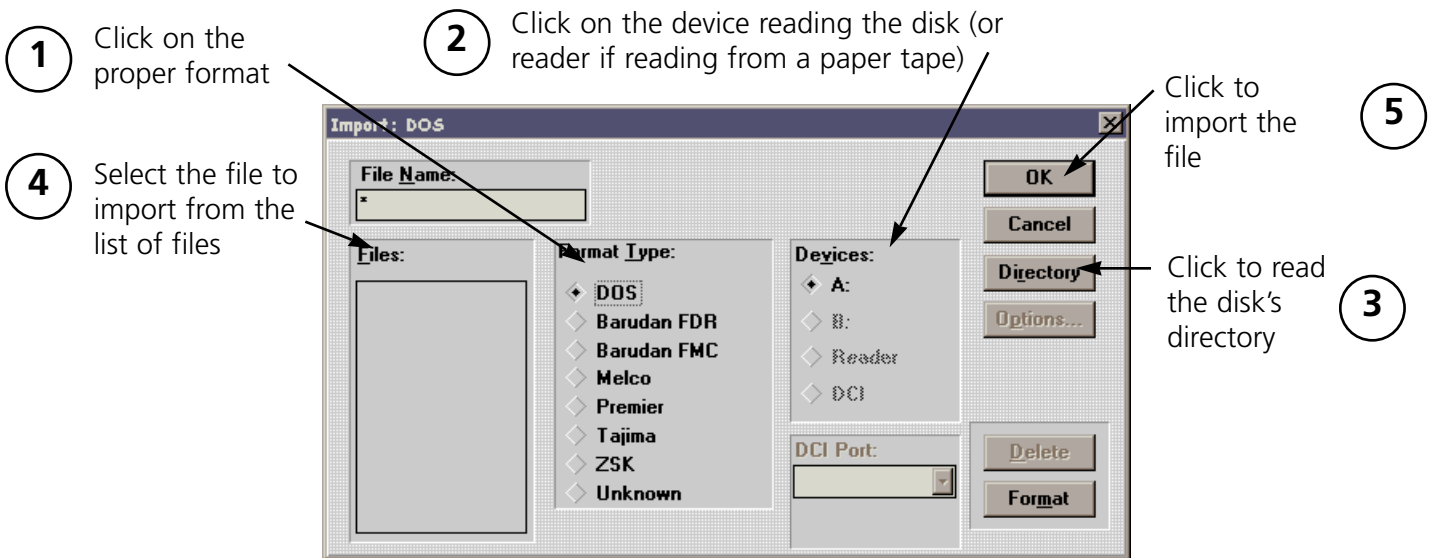 1
Click on the
proper format
2
Click on the device reading the disk (or
reader if reading from a paper tape)
Click to
import the
file
5
4
Select the file to
import from the
list of files
Import: DOS
File Name:
*
Files:
Format Type:
DOS
Barudan FDR
Barudan FMC
Melco
Premier
Tajima
ZSK
Unknown
Devices:
A:
B:
Reader
DCI
DCI Port:
OK
Cancel
Directory
Options...
Delete
Format
Click to read
the disk's
directory
3